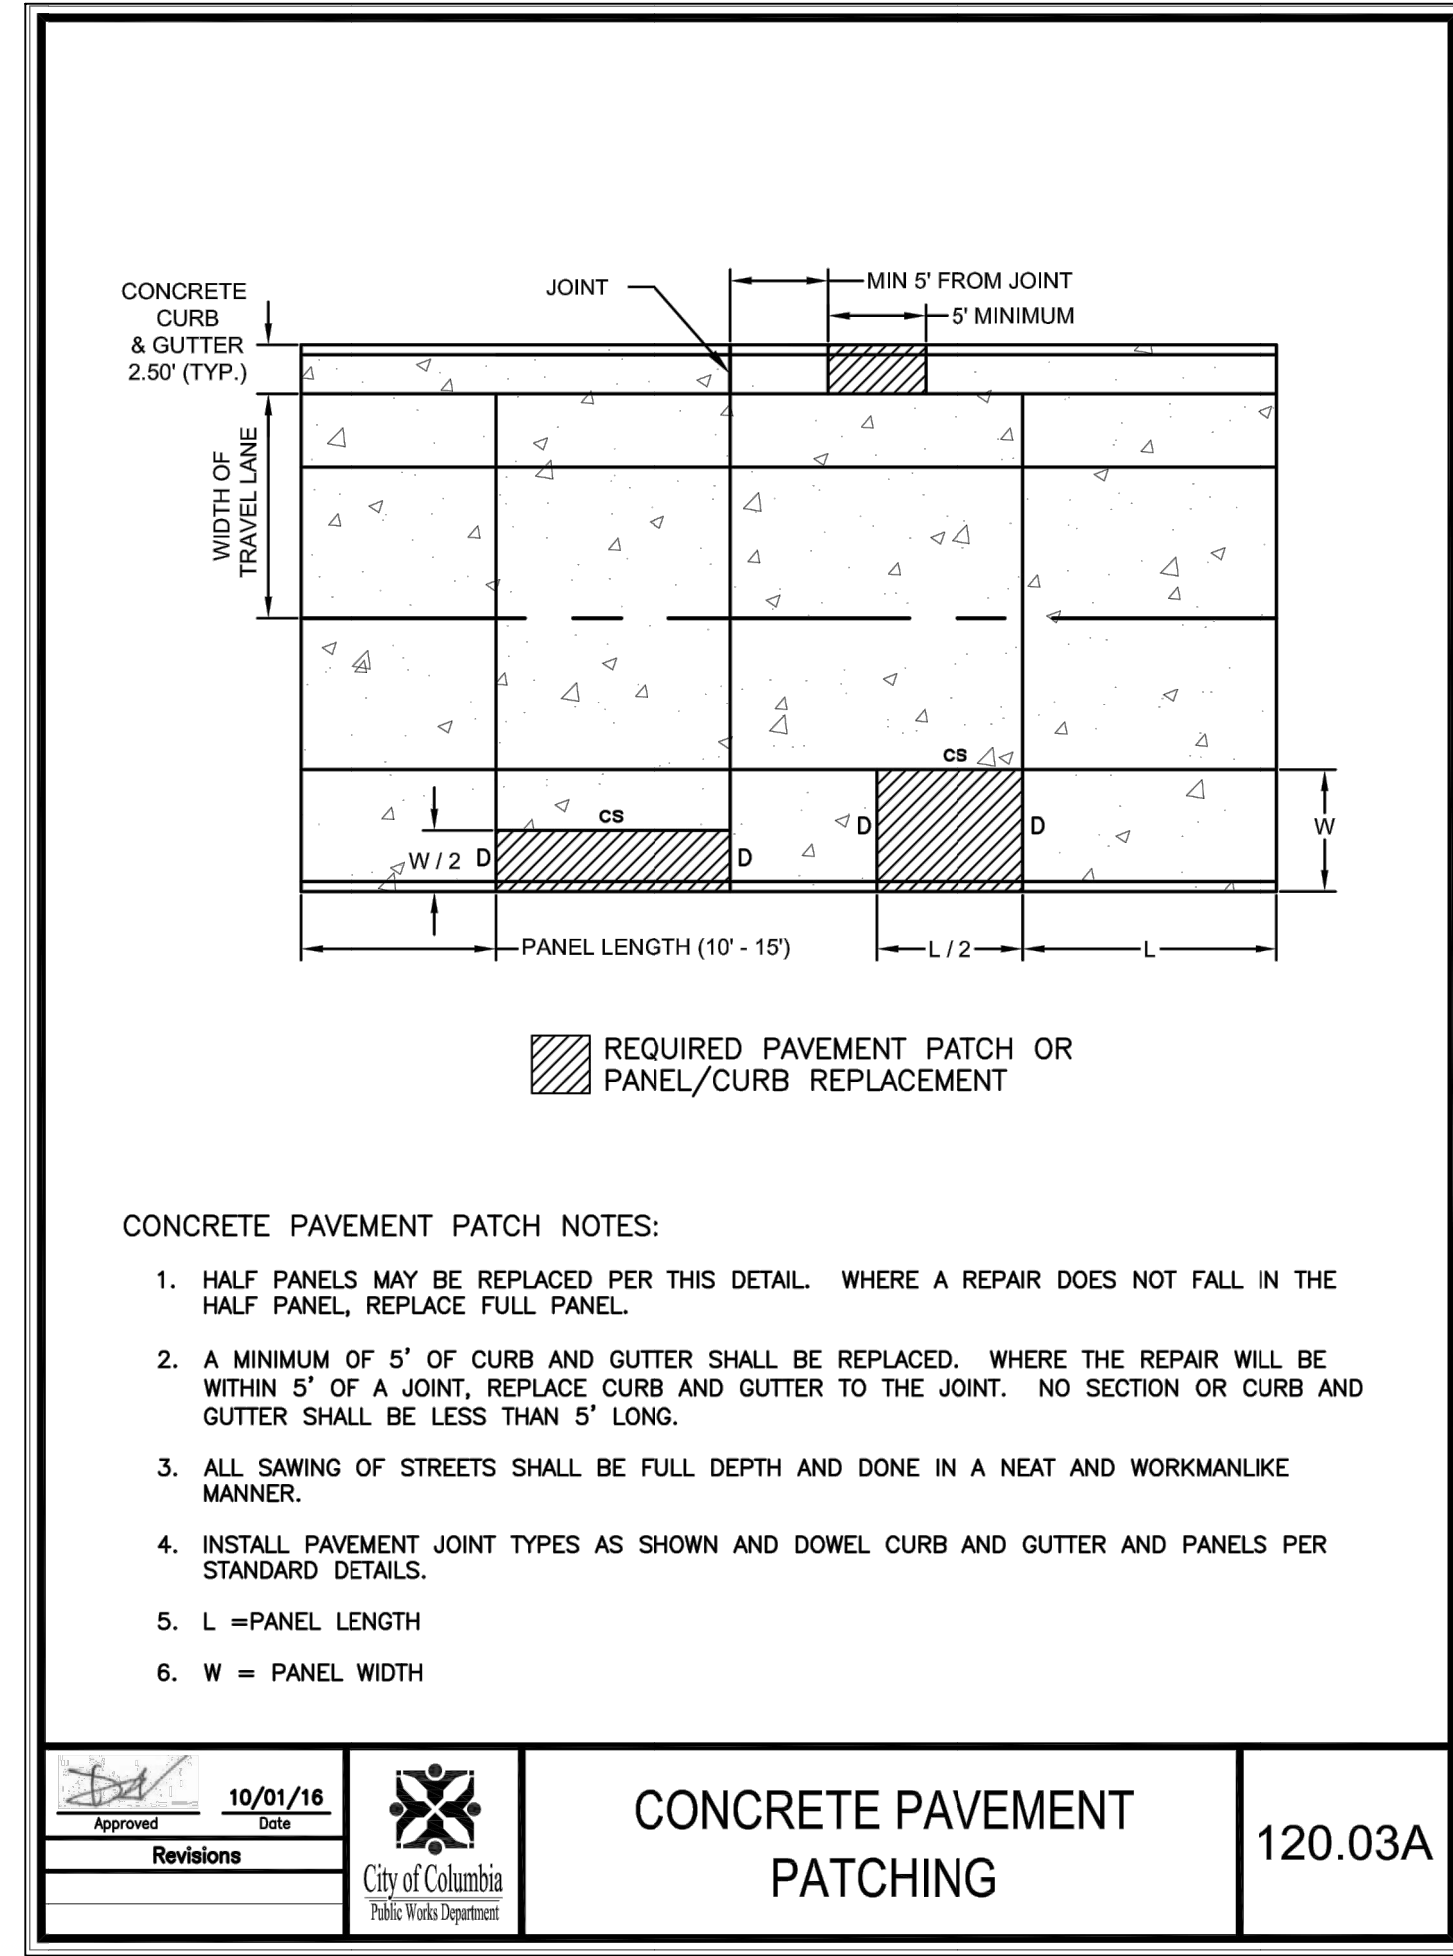 CONCRETE
CURB
& GUTTER
2.50' (TYP.)
JOINT
MIN 5' FROM JOINT
5' MINIMUM
WIDTH OF
TRAVEL LANE
CS
CS
W / 2
D
D
D
D
W
PANEL LENGTH (10' - 15')
L / 2
L
REQUIRED PAVEMENT PATCH OR
PANEL/CURB REPLACEMENT
CONCRETE PAVEMENT PATCH NOTES:
1. HALF PANELS MAY BE REPLACED PER THIS DETAIL. WHERE A REPAIR DOES NOT FALL IN THE
HALF PANEL, REPLACE FULL PANEL.
2. A MINIMUM OF 5' OF CURB AND GUTTER SHALL BE REPLACED. WHERE THE REPAIR WILL BE
WITHIN 5' OF A JOINT, REPLACE CURB AND GUTTER TO THE JOINT. NO SECTION OR CURB AND
GUTTER SHALL BE LESS THAN 5' LONG.
3. ALL SAWING OF STREETS SHALL BE FULL DEPTH AND DONE IN A NEAT AND WORKMANLIKE
MANNER.
4. INSTALL PAVEMENT JOINT TYPES AS SHOWN AND DOWEL CURB AND GUTTER AND PANELS PER
STANDARD DETAILS.
5. L =PANEL LENGTH
6. W = PANEL WIDTH
10/01/16
Approved Date
Revisions
City of Columbia
Public Works Department
CONCRETE PAVEMENT
PATCHING
120.03A